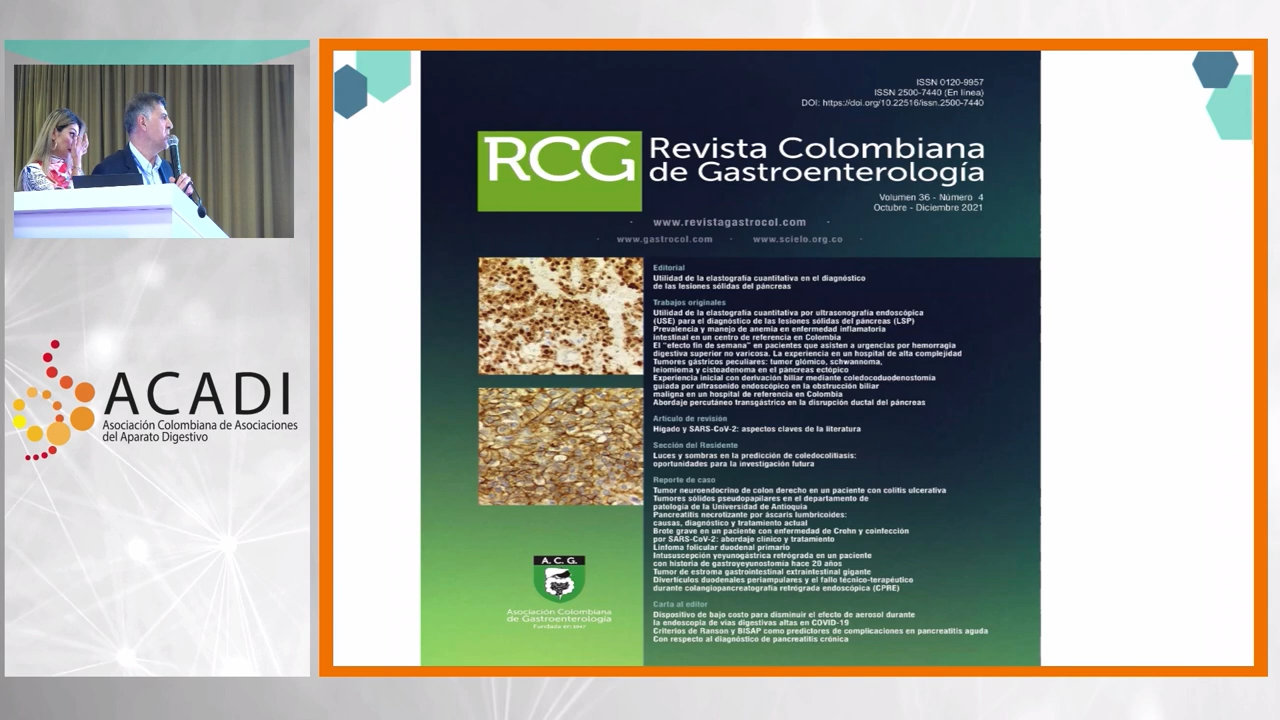 ACADI
Asociación Colombiana de Asociaciones
del Aparato Digestivo
ISSN 0120-9957
ISSN 2500-7440 (En línea)
DOI: https://doi.org/10.22516/issn.2500-7440
RCG
Revista Colombiana
de Gastroenterología
Volumen 36 - Número 4
Octubre - Diciembre 2021
www.revistagastrocol.com
www.gastrocol.com
www.scielo.org.co
Editorial
Utilidad de la elastografía cuantitativa en el diagnóstico
de las lesiones sólidas del páncreas
Trabajos originales
Utilidad de la elastografía cuantitativa por ultrasonografía endoscópica
(USE) para el diagnóstico de las lesiones sólidas del páncreas (LSP)
Prevalencia y manejo de anemia en enfermedad inflamatoria
intestinal en un centro de referencia en Colombia
El "efecto fin de semana" en pacientes que asisten a urgencias por hemorragia
digestiva superior no varicosa. La experiencia en un hospital de alta complejidad
Tumores gástricos peculiares: tumor glómico, schwannoma,
leiomioma y cistoadenoma en el páncreas ectópico
Experiencia inicial con derivación biliar mediante coledocoduodenostomía
guiada por ultrasonido endoscópico en la obstrucción biliar
maligna en un hospital de referencia en Colombia
Abordaje percutáneo transgástrico en la disrupción ductal del páncreas
Artículo de revisión
Hígado y SARS-CoV-2: aspectos claves de la literatura
Sección del Residente
Luces y sombras en la predicción de coledocolitiasis:
oportunidades para la investigación futura
Reporte de caso
Tumor neuroendocrino de colon derecho en un paciente con colitis ulcerativa
Tumores sólidos pseudopapilares en el departamento de
patología de la Universidad de Antioquia
Pancreatitis necrotizante por áscaris lumbricoides:
causas, diagnóstico y tratamiento actual
Brote grave en un paciente con enfermedad de Crohn y coinfección
por SARS-CoV-2: abordaje clínico y tratamiento
Linfoma folicular duodenal primario
Intususcepción yeyunogástrica retrógrada en un paciente
con historia de gastroyeyunostomía hace 20 años
Tumor de estroma gastrointestinal extraintestinal gigante
Divertículos duodenales periampulares y el fallo técnico-terapéutico
durante colangiopancreatografía retrógrada endoscópica (CPRE)
Carta al editor
Dispositivo de bajo costo para disminuir el efecto de aerosol durante
la endoscopia de vías digestivas altas en COVID-19
Criterios de Ranson y BISAP como predictores de complicaciones en pancreatitis aguda
Con respecto al diagnóstico de pancreatitis crónica
A. C. G.
Asociación Colombiana
de Gastroenterología
Fundada en 1947